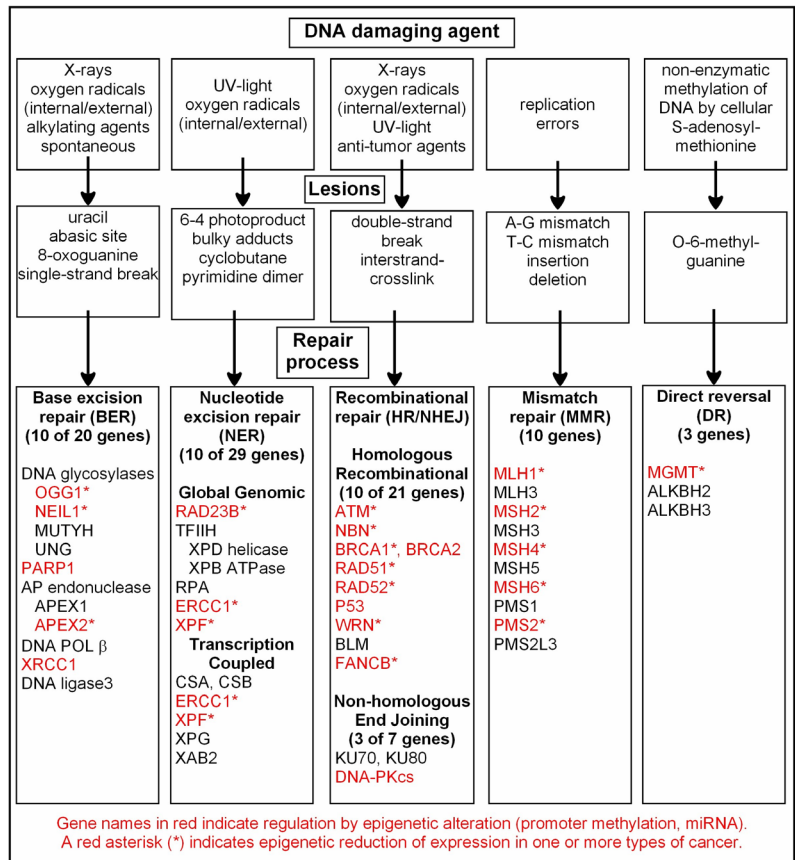 DNA damaging agent
X-rays
oxygen radicals
(internal/external)
alkylating agents
spontaneous
UV-light
oxygen radicals
(internal/external)
X-rays
oxygen radicals
(internal/external)
UV-light
anti-tumor agents
replication
errors
non-enzymatic
methylation of
DNA by cellular
S-adenosyl-
methionine
Lesions
uracil
abasic site
8-oxoguanine
single-strand break
6-4 photoproduct
bulky adducts
cyclobutane
pyrimidine dimer
double-strand
break
interstrand-
crosslink
A-G mismatch
T-C mismatch
insertion
deletion
O-6-methyl-
guanine
Repair
process
Base excision
repair (BER)
(10 of 20 genes)
DNA glycosylases
OGG1*
NEIL1*
MUTYH
UNG
PARP1
AP endonuclease
APEX1
APEX2*
DNA POL β
XRCC1
DNA ligase3
Nucleotide
excision repair
(NER)
(10 of 29 genes)
Global Genomic
RAD23B*
TFIIH
XPD helicase
XPB ATPase
RPA
ERCC1*
XPF*
Transcription
Coupled
CSA, CSB
ERCC1*
XPF*
XPG
XAB2
Recombinational
repair (HR/NHEJ)
Homologous
Recombinational
(10 of 21 genes)
ATM*
NBN*
BRCA1*, BRCA2
RAD51*
RAD52*
P53
WRN*
BLM
FANCB*
Non-homologous
End Joining
(3 of 7 genes)
KU70, KU80
DNA-PKcs
Mismatch
repair (MMR)
(10 genes)
MLH1*
MLH3
MSH2*
MSH3
MSH4*
MSH5
MSH6*
PMS1
PMS2*
PMS2L3
Direct reversal
(DR)
(3 genes)
MGMT*
ALKBH2
ALKBH3
Gene names in red indicate regulation by epigenetic alteration (promoter methylation, miRNA).
A red asterisk (*) indicates epigenetic reduction of expression in one or more types of cancer.